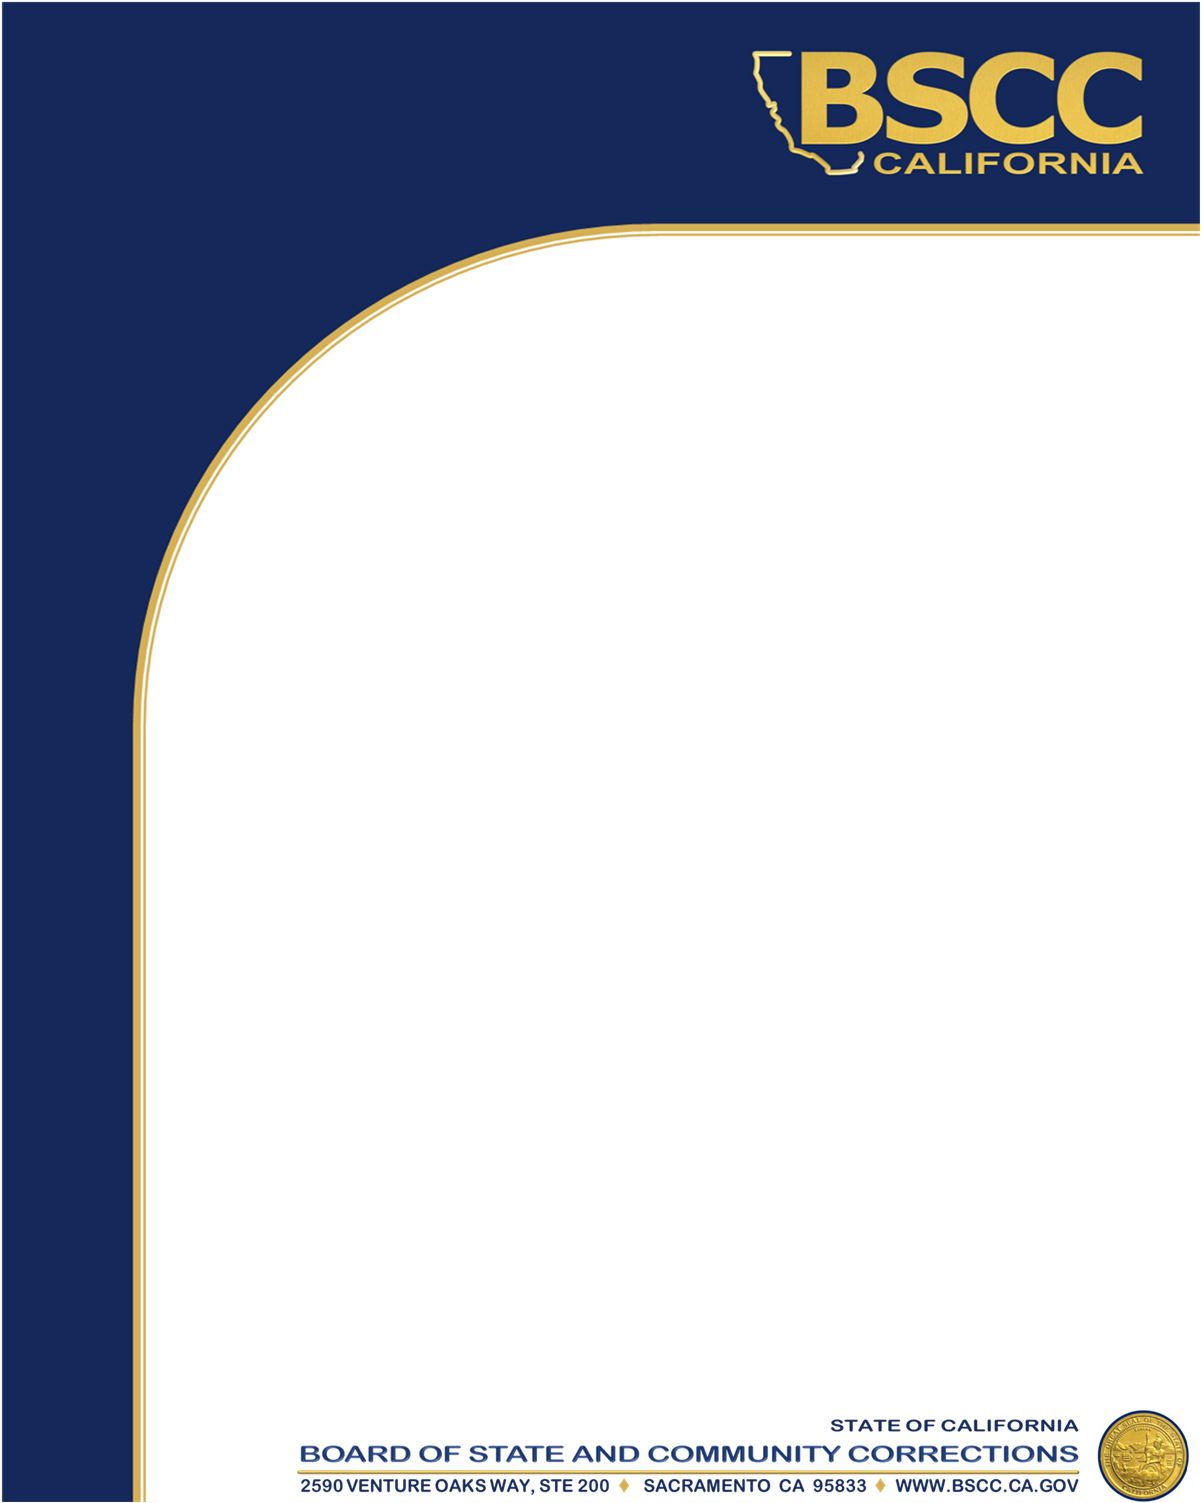 BSCC
CALIFORNIA
STATE OF CALIFORNIA
BOARD OF STATE AND COMMUNITY CORRECTIONS
2590 VENTURE OAKS WAY, STE 200 ♦ SACRAMENTO CA 95833 ♦ WWW.BSCC.CA.GOV